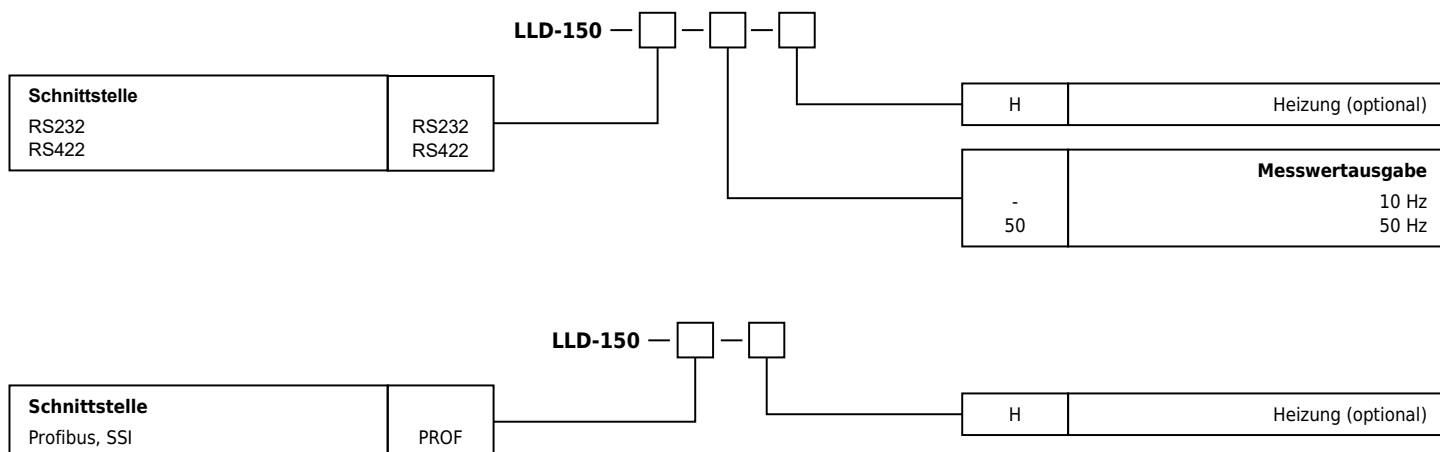 LLD-150 — —
Schnittstelle
RS232 RS232
RS422 RS422
H Heizung (optional)
Messwertausgabe
- 10 Hz
50 50 Hz
LLD-150 — —
Schnittstelle
Profibus, SSI PROF
H Heizung (optional)